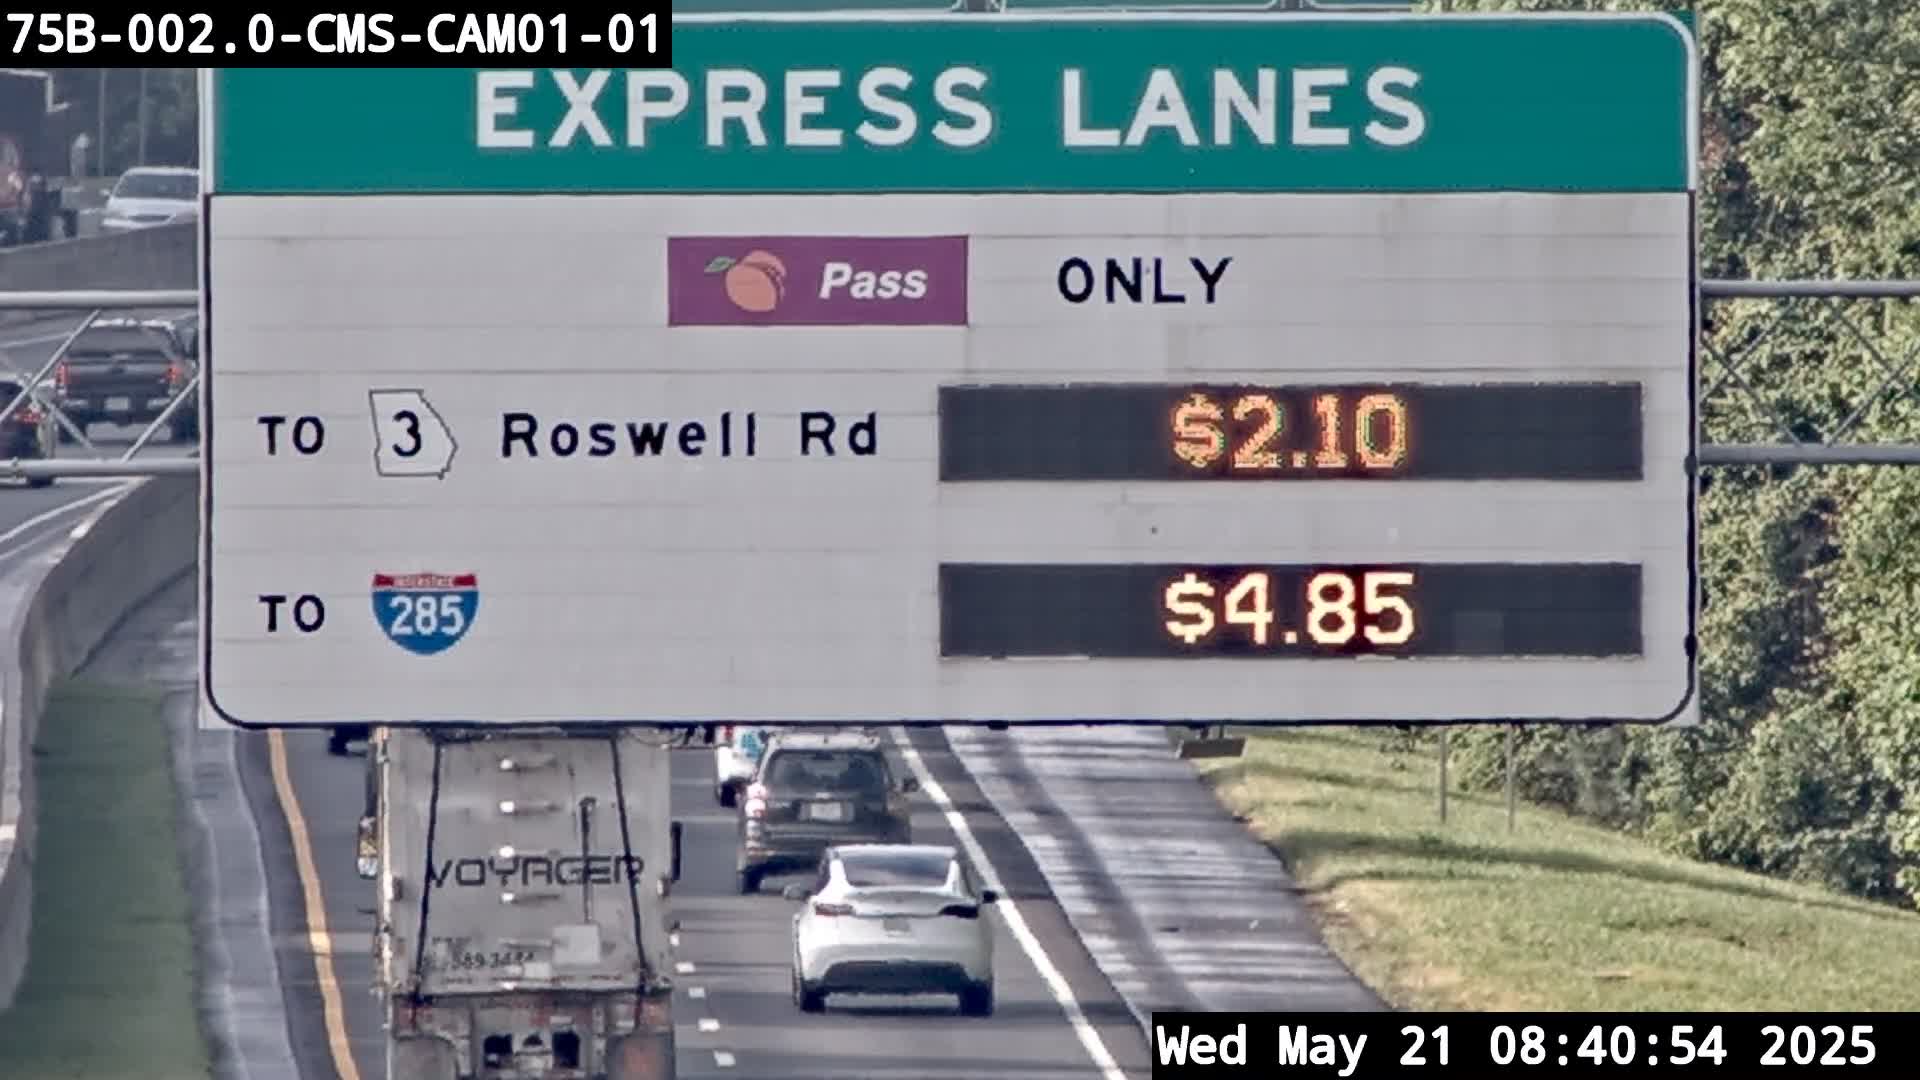 75B-002.0-CMS-CAM01-01
EXPRESS LANES
Pass ONLY
TO 3 Roswell Rd $2.10
INTERSTATE
TO 285 $4.85
VOYAGER
Wed May 21 08:40:54 2025